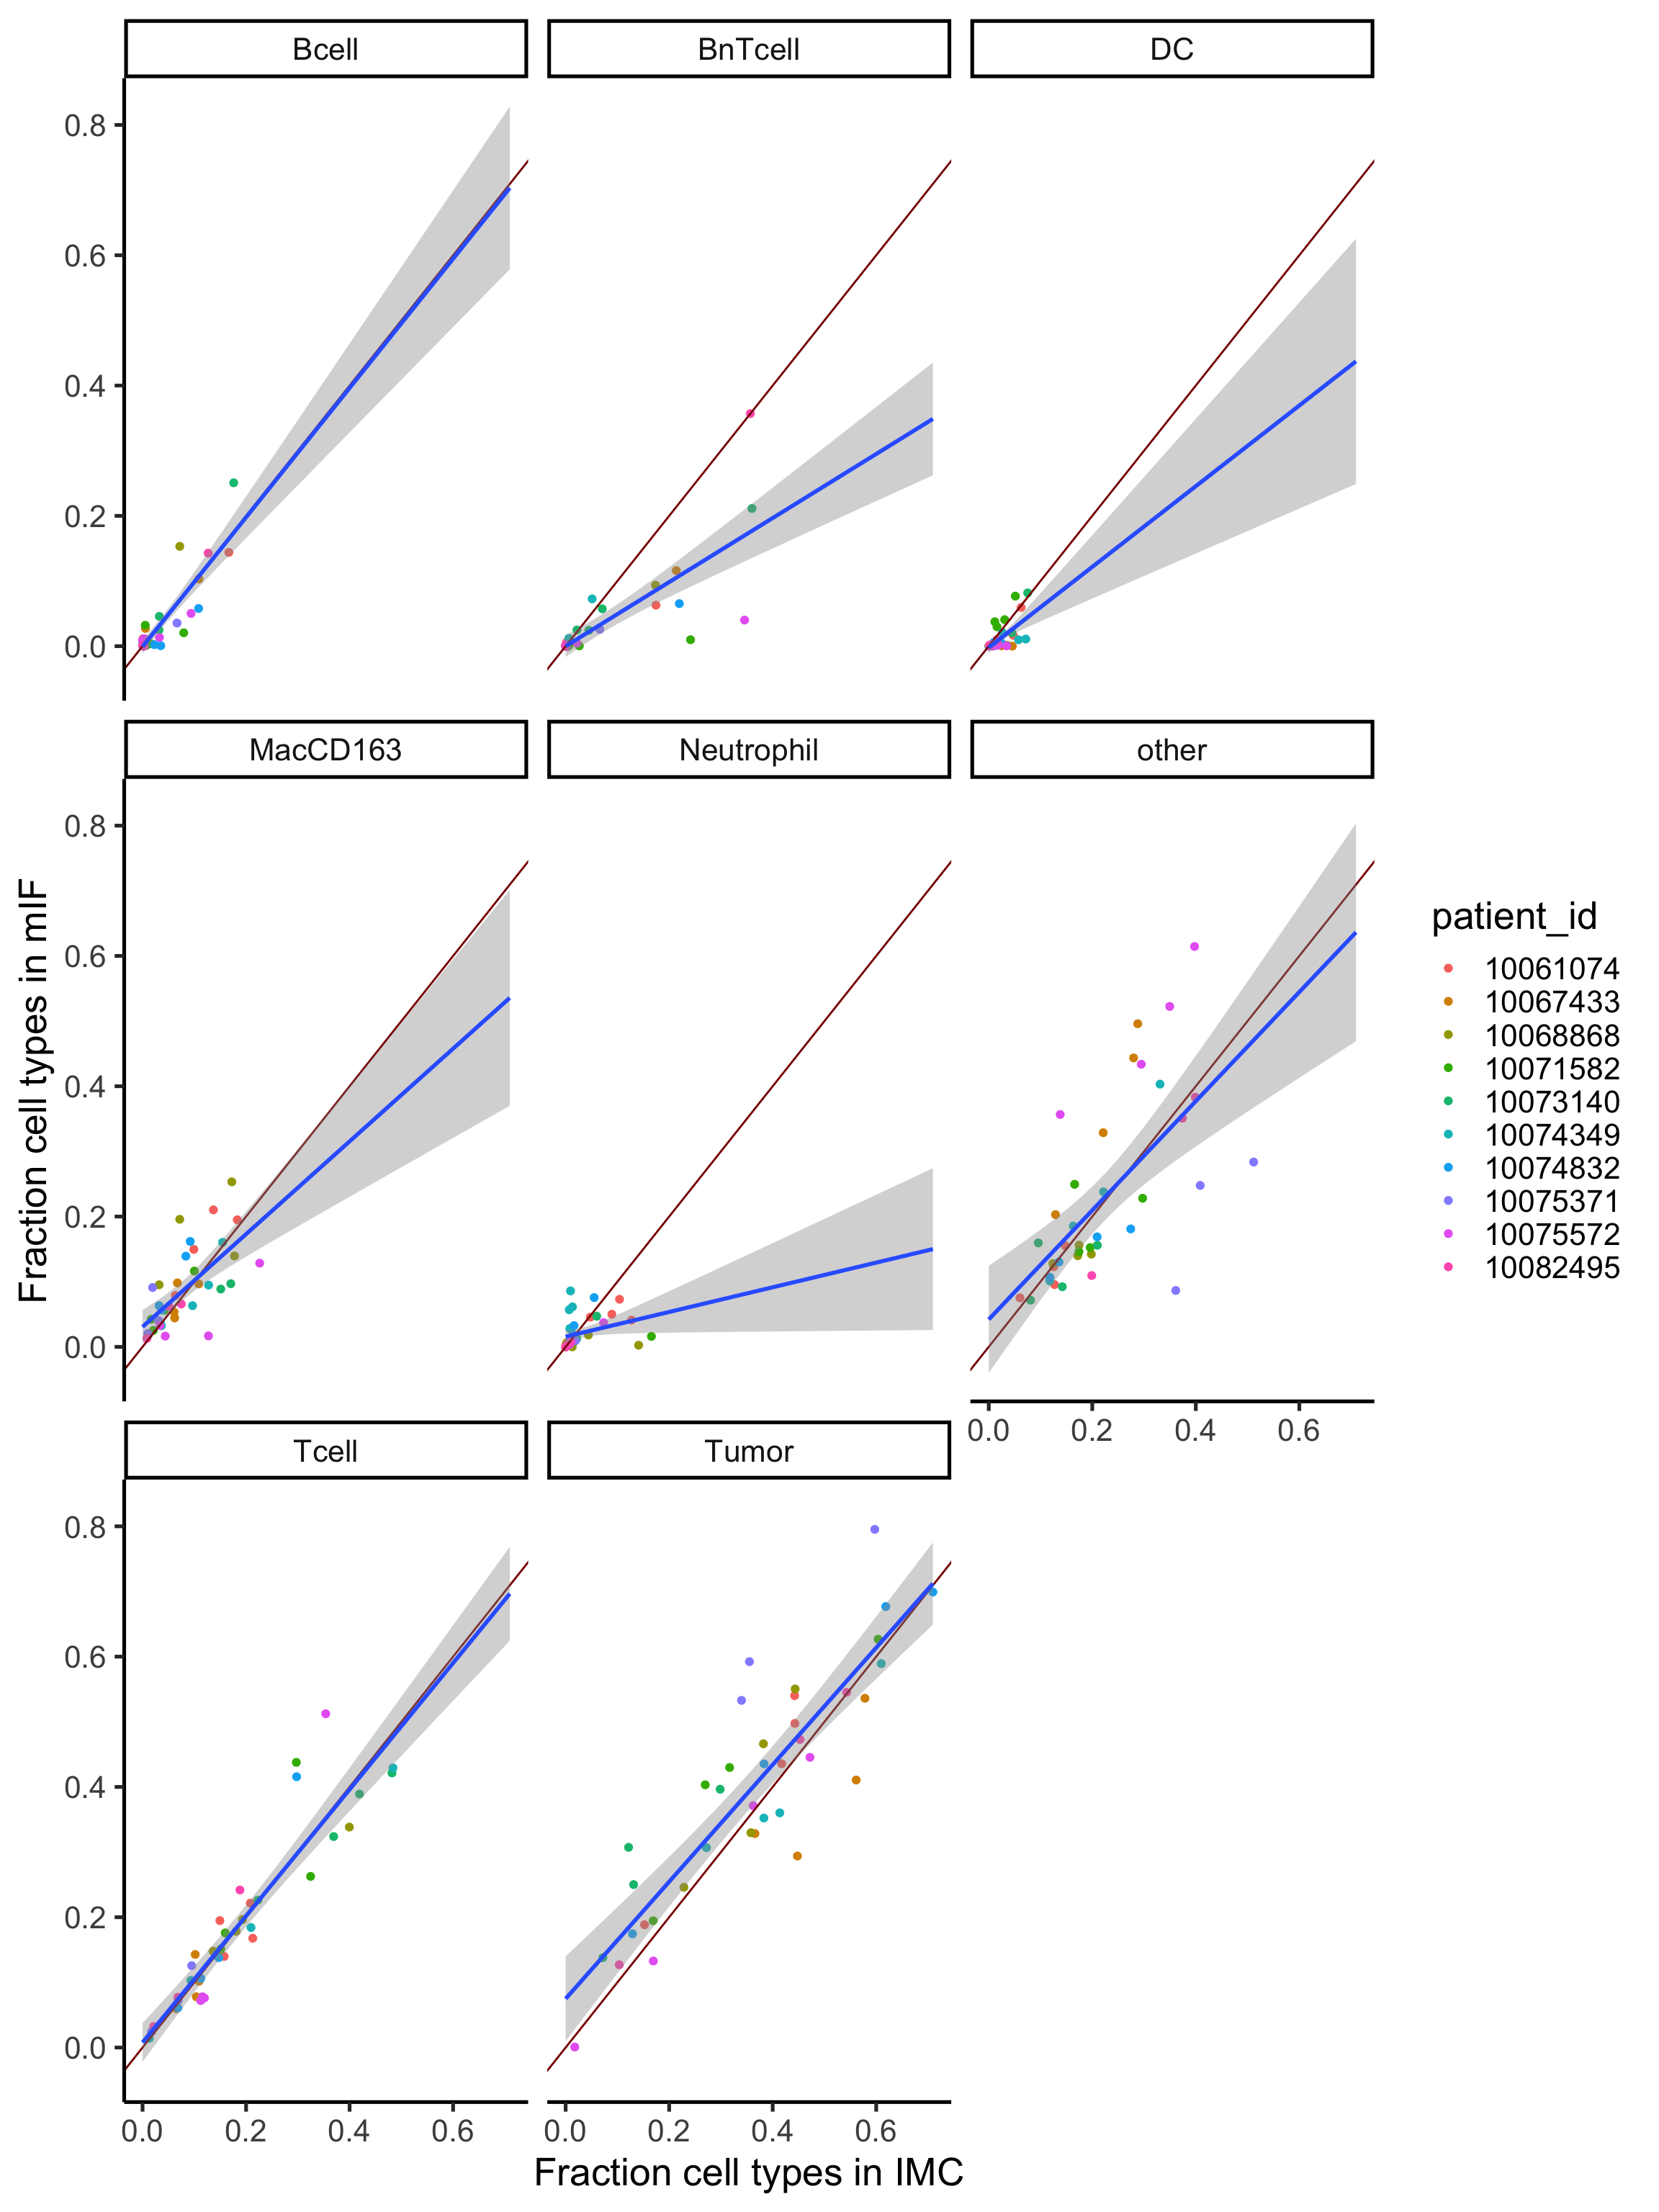 Bcell
BnTcell
DC
0.8
0.6
0.4
0.2
0.0
MacCD163
Neutrophil
other
0.8
0.6
0.4
0.2
0.0
0.0 0.2 0.4 0.6
Tcell
Tumor
0.8
0.6
0.4
0.2
0.0
0.0 0.2 0.4 0.6
0.0 0.2 0.4 0.6
Fraction cell types in IMC
Fraction cell types in mIF
patient_id
10061074
10067433
10068868
10071582
10073140
10074349
10074832
10075371
10075572
10082495